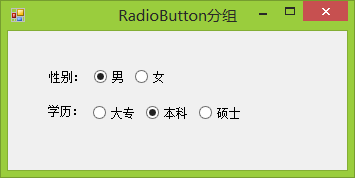 RadioButton分组
性别： 男 女
学历： 大专 本科 硕士